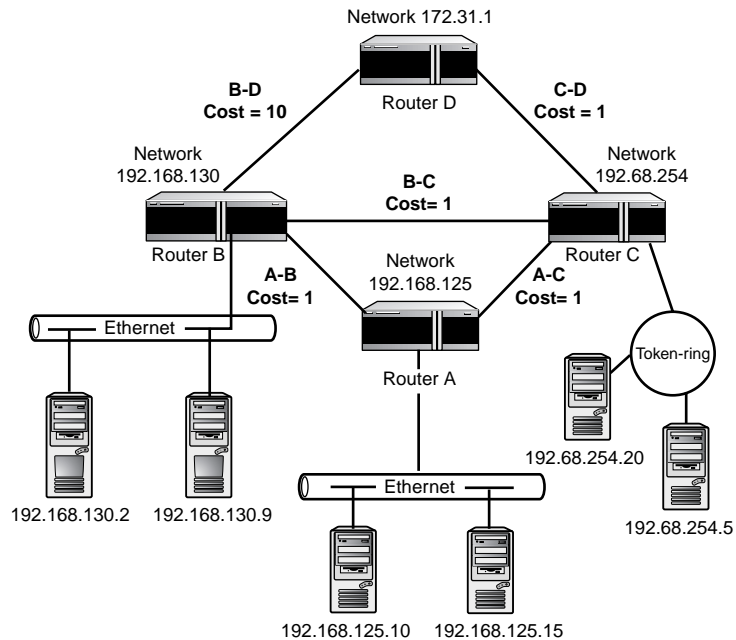 Network 172.31.1
Router D
B-D
Cost = 10
C-D
Cost = 1
Network
192.168.130
Router B
B-C
Cost= 1
Network
192.68.254
Router C
A-B
Cost= 1
Network
192.168.125
A-C
Cost= 1
Router A
Ethernet
Token-ring
192.168.130.2
192.168.130.9
192.68.254.20
192.68.254.5
Ethernet
192.168.125.10
192.168.125.15